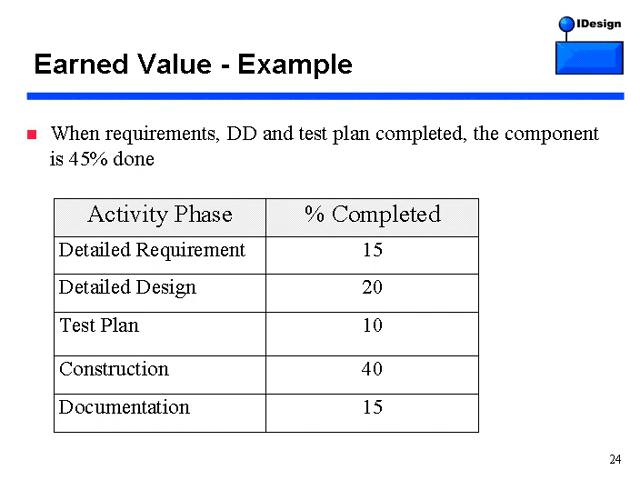 IDesign
Earned Value - Example
When requirements, DD and test plan completed, the component
is 45% done
Activity Phase % Completed
Detailed Requirement 15
Detailed Design 20
Test Plan 10
Construction 40
Documentation 15
24